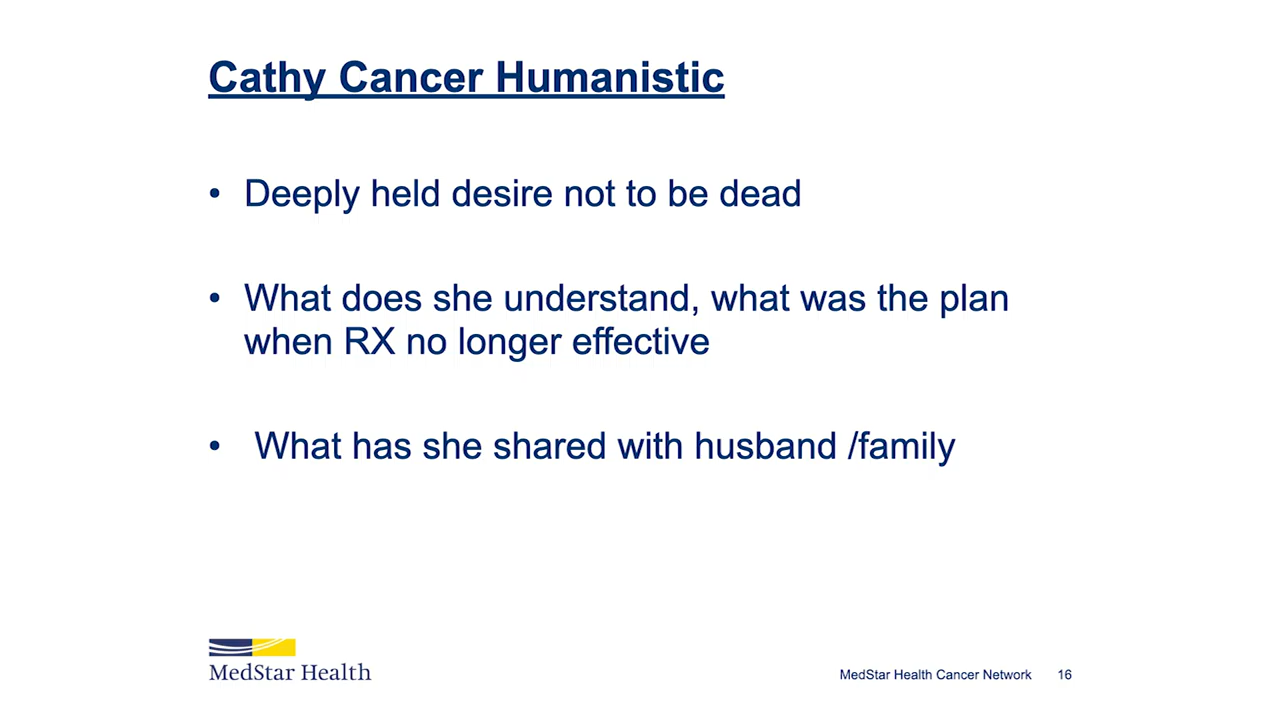 Cathy Cancer Humanistic
• Deeply held desire not to be dead
• What does she understand, what was the plan
when RX no longer effective
• What has she shared with husband /family
MedStar Health
MedStar Health Cancer Network 16